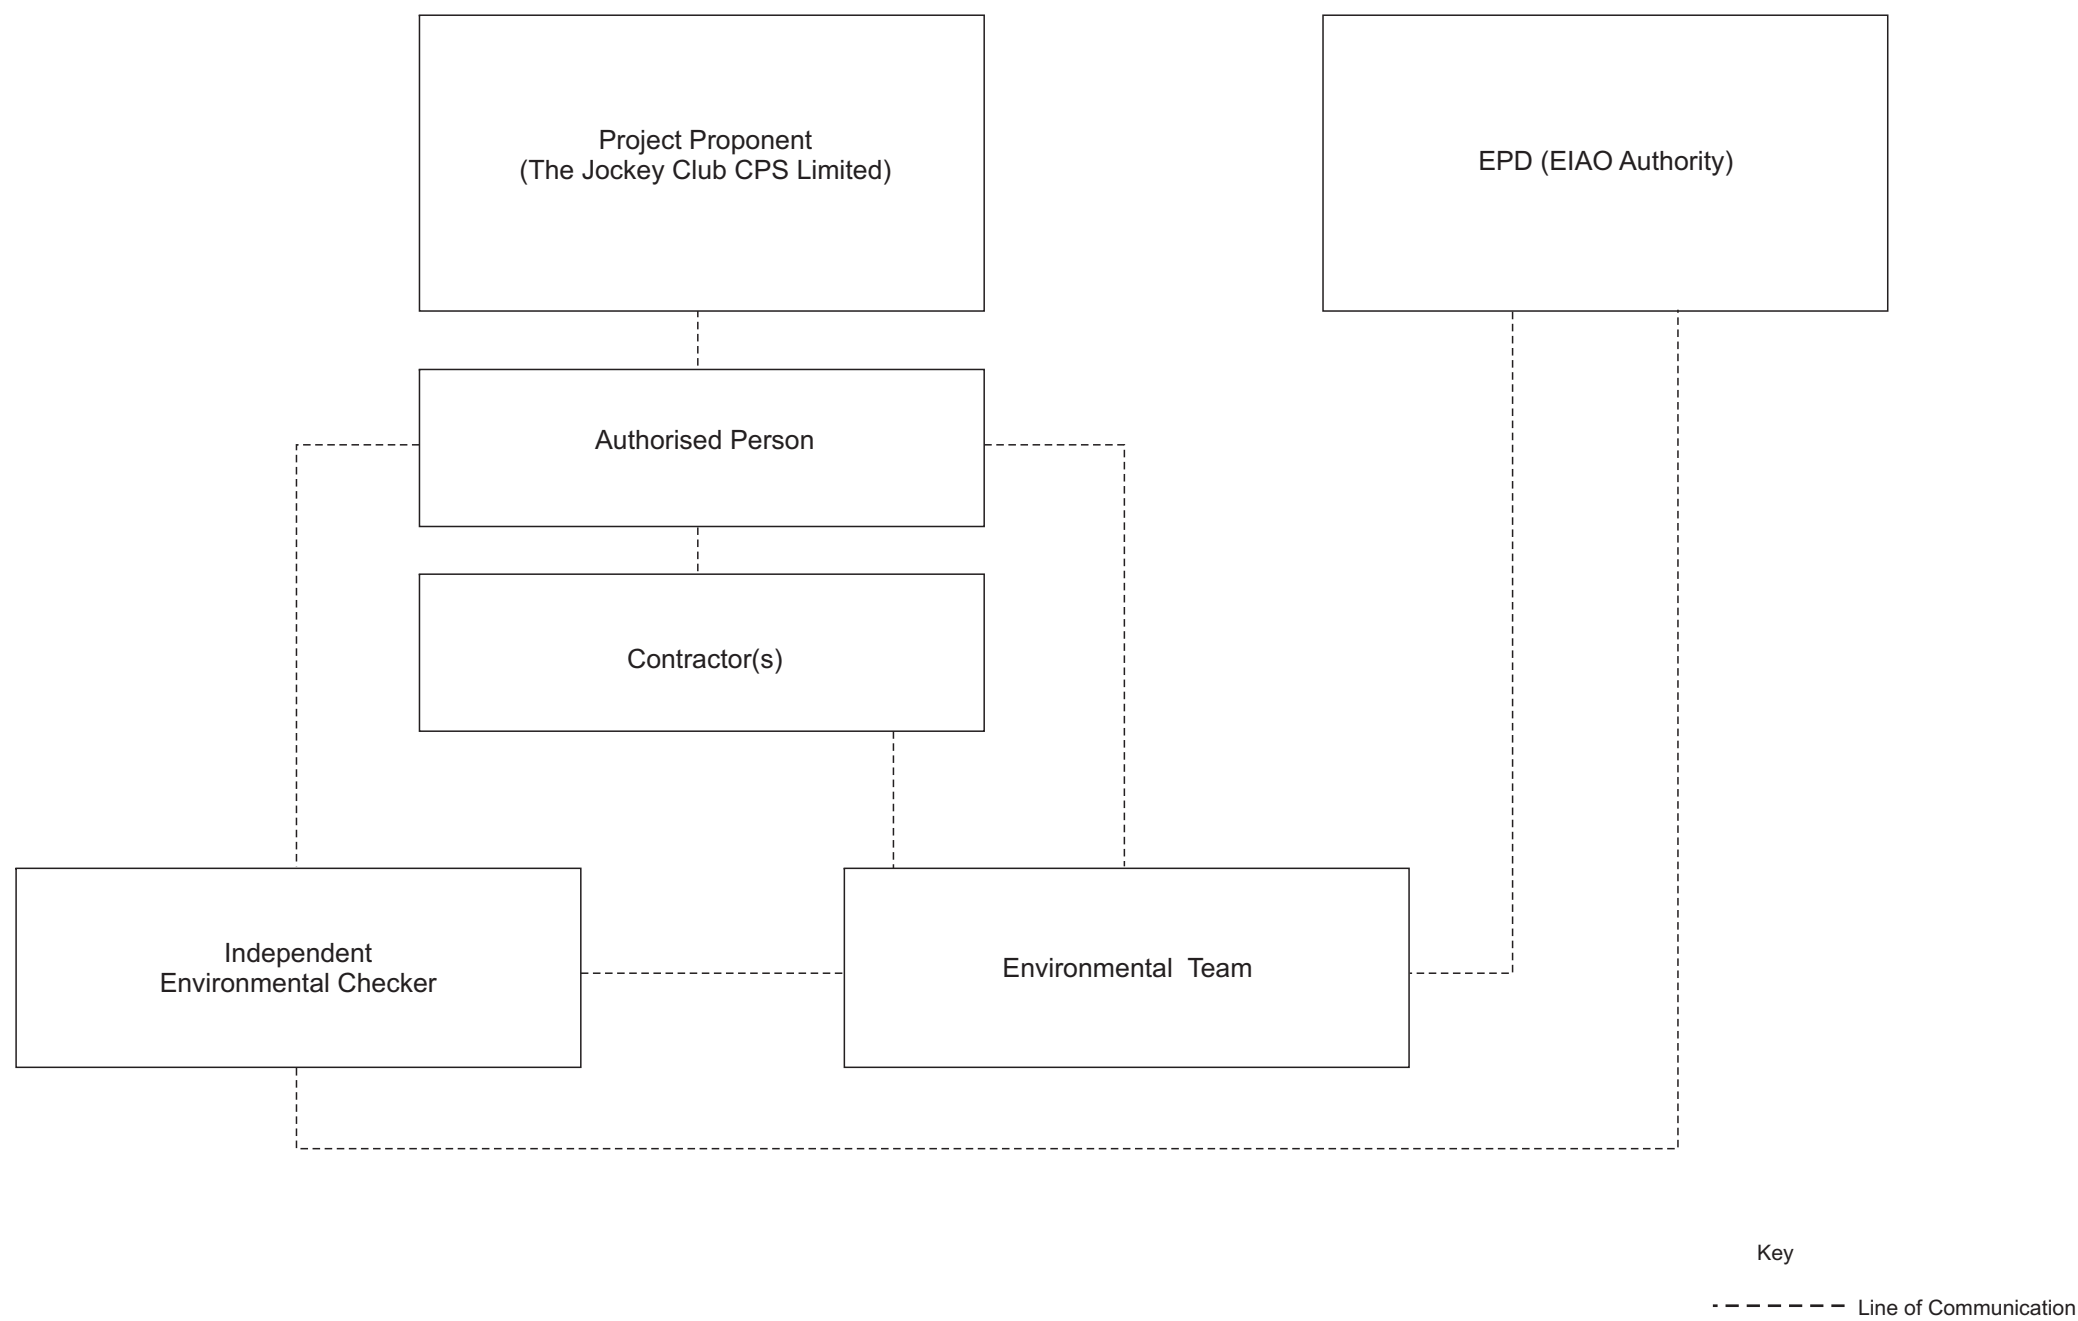 Project Proponent
(The Jockey Club CPS Limited)
EPD (EIAO Authority)
Authorised Person
Contractor(s)
Independent
Environmental Checker
Environmental  Team
Key
Line of Communication